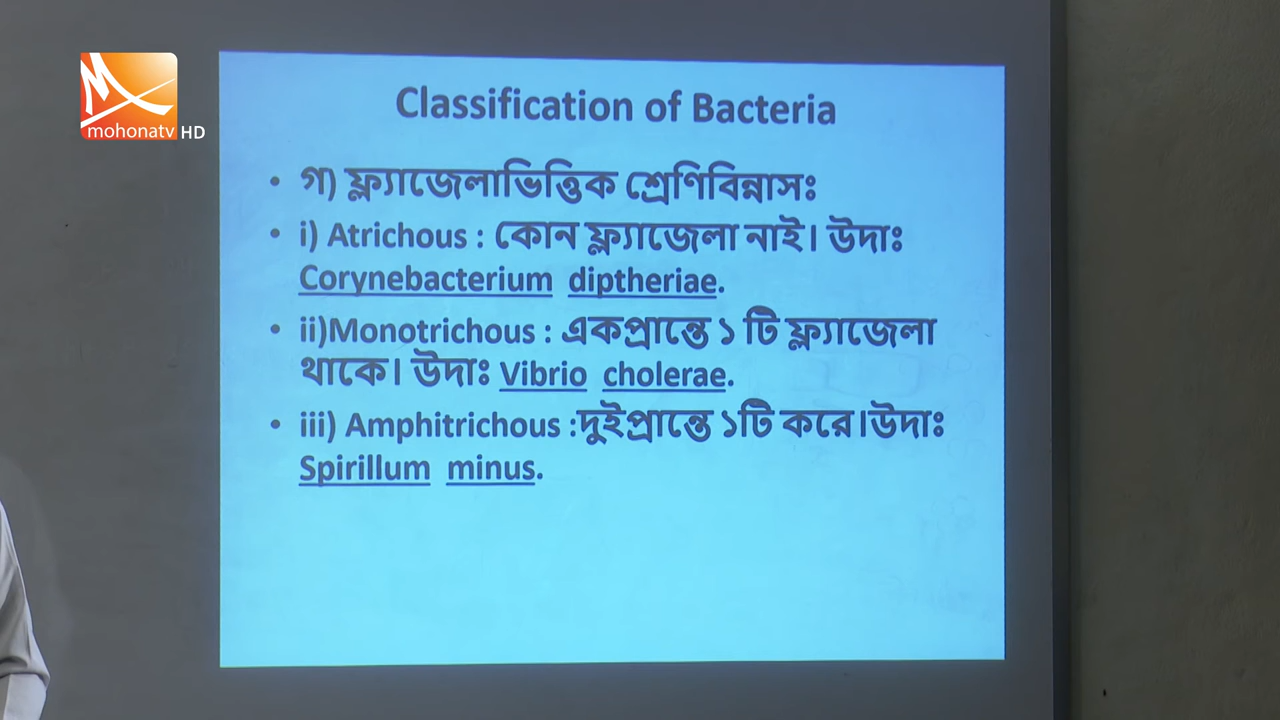 mohonatv HD
Classification of Bacteria
• গ) ফ্ল্যাজেলাভিত্তিক শ্রেণিবিন্নাসঃ
• i) Atrichous : কোন ফ্ল্যাজেলা নাই। উদাঃ
Corynebacterium diptheriae.
• ii)Monotrichous : একপ্রান্তে ১ টি ফ্ল্যাজেলা
থাকে। উদাঃ Vibrio cholerae.
• iii) Amphitrichous :দুইপ্রান্তে ১টি করে।উদাঃ
Spirillum minus.